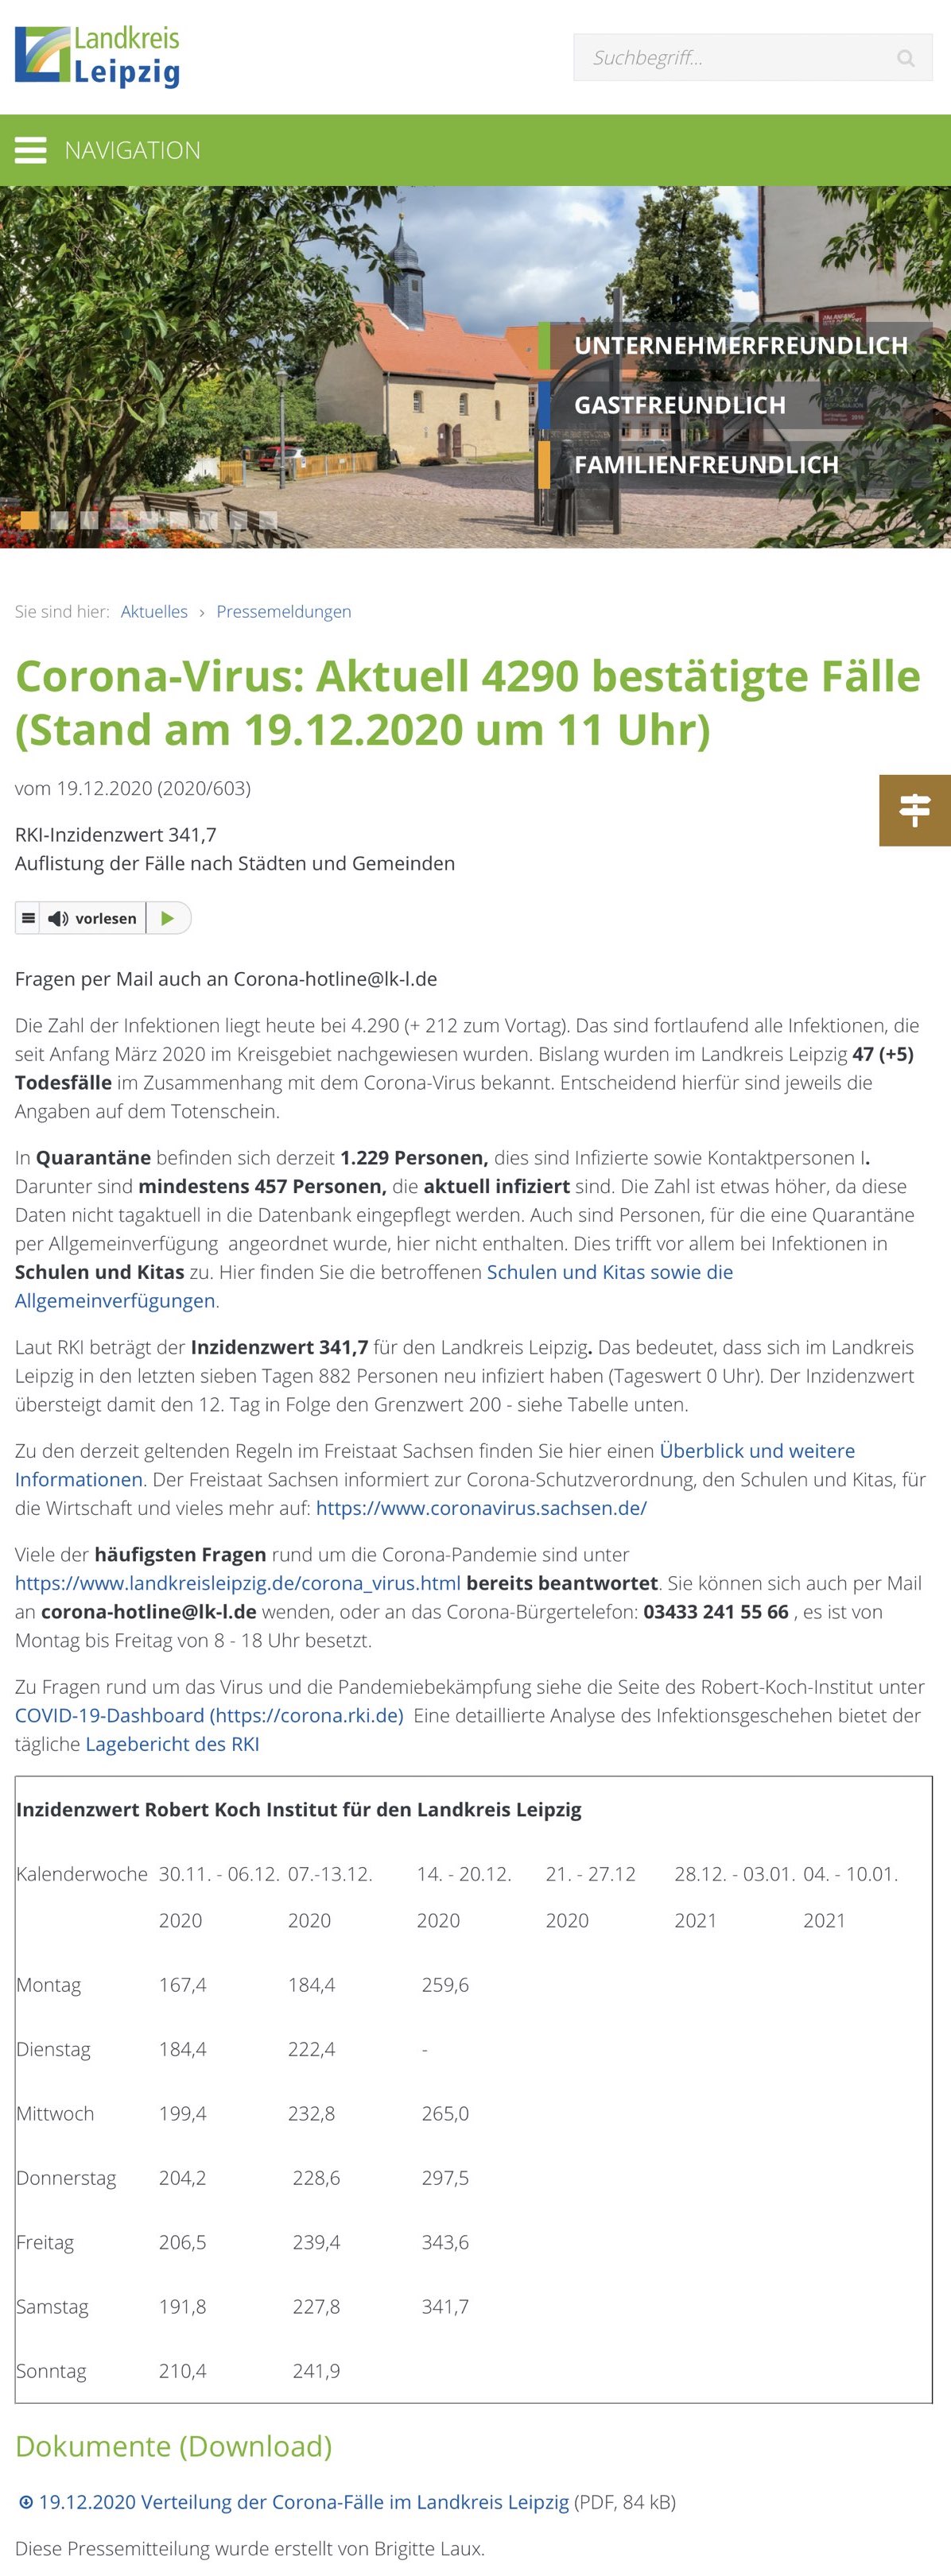 Landkreis
Leipzig
Suchbegriff...
NAVIGATION
UNTERNEHMERFREUNDLICH
GASTFREUNDLICH
FAMILIENFREUNDLICH
Sie sind hier: Aktuelles › Pressemeldungen
Corona-Virus: Aktuell 4290 bestätigte Fälle
(Stand am 19.12.2020 um 11 Uhr)
vom 19.12.2020 (2020/603)
RKI-Inzidenzwert 341,7
Auflistung der Fälle nach Städten und Gemeinden
vorlesen
Fragen per Mail auch an Corona-hotline@lk-l.de
Die Zahl der Infektionen liegt heute bei 4.290 (+ 212 zum Vortag). Das sind fortlaufend alle Infektionen, die
seit Anfang März 2020 im Kreisgebiet nachgewiesen wurden. Bislang wurden im Landkreis Leipzig 47 (+5)
Todesfälle im Zusammenhang mit dem Corona-Virus bekannt. Entscheidend hierfür sind jeweils die
Angaben auf dem Totenschein.
In Quarantäne befinden sich derzeit 1.229 Personen, dies sind Infizierte sowie Kontaktpersonen I.
Darunter sind mindestens 457 Personen, die aktuell infiziert sind. Die Zahl ist etwas höher, da diese
Daten nicht tagaktuell in die Datenbank eingepflegt werden. Auch sind Personen, für die eine Quarantäne
per Allgemeinverfügung angeordnet wurde, hier nicht enthalten. Dies trifft vor allem bei Infektionen in
Schulen und Kitas zu. Hier finden Sie die betroffenen Schulen und Kitas sowie die
Allgemeinverfügungen.
Laut RKI beträgt der Inzidenzwert 341,7 für den Landkreis Leipzig. Das bedeutet, dass sich im Landkreis
Leipzig in den letzten sieben Tagen 882 Personen neu infiziert haben (Tageswert 0 Uhr). Der Inzidenzwert
übersteigt damit den 12. Tag in Folge den Grenzwert 200 - siehe Tabelle unten.
Zu den derzeit geltenden Regeln im Freistaat Sachsen finden Sie hier einen Überblick und weitere
Informationen. Der Freistaat Sachsen informiert zur Corona-Schutzverordnung, den Schulen und Kitas, für
die Wirtschaft und vieles mehr auf: https://www.coronavirus.sachsen.de/
Viele der häufigsten Fragen rund um die Corona-Pandemie sind unter
https://www.landkreisleipzig.de/corona_virus.html bereits beantwortet. Sie können sich auch per Mail
an corona-hotline@lk-l.de wenden, oder an das Corona-Bürgertelefon: 03433 241 55 66 , es ist von
Montag bis Freitag von 8 - 18 Uhr besetzt.
Zu Fragen rund um das Virus und die Pandemiebekämpfung siehe die Seite des Robert-Koch-Institut unter
COVID-19-Dashboard (https://corona.rki.de) Eine detaillierte Analyse des Infektionsgeschehen bietet der
tägliche Lagebericht des RKI
Inzidenzwert Robert Koch Institut für den Landkreis Leipzig
Kalenderwoche 30.11. - 06.12. 07.-13.12. 14. - 20.12. 21. - 27.12 28.12. - 03.01. 04. - 10.01.
2020 2020 2020 2020 2021 2021
Montag 167,4 184,4 259,6
Dienstag 184,4 222,4 -
Mittwoch 199,4 232,8 265,0
Donnerstag 204,2 228,6 297,5
Freitag 206,5 239,4 343,6
Samstag 191,8 227,8 341,7
Sonntag 210,4 241,9
Dokumente (Download)
19.12.2020 Verteilung der Corona-Fälle im Landkreis Leipzig (PDF, 84 kB)
Diese Pressemitteilung wurde erstellt von Brigitte Laux.